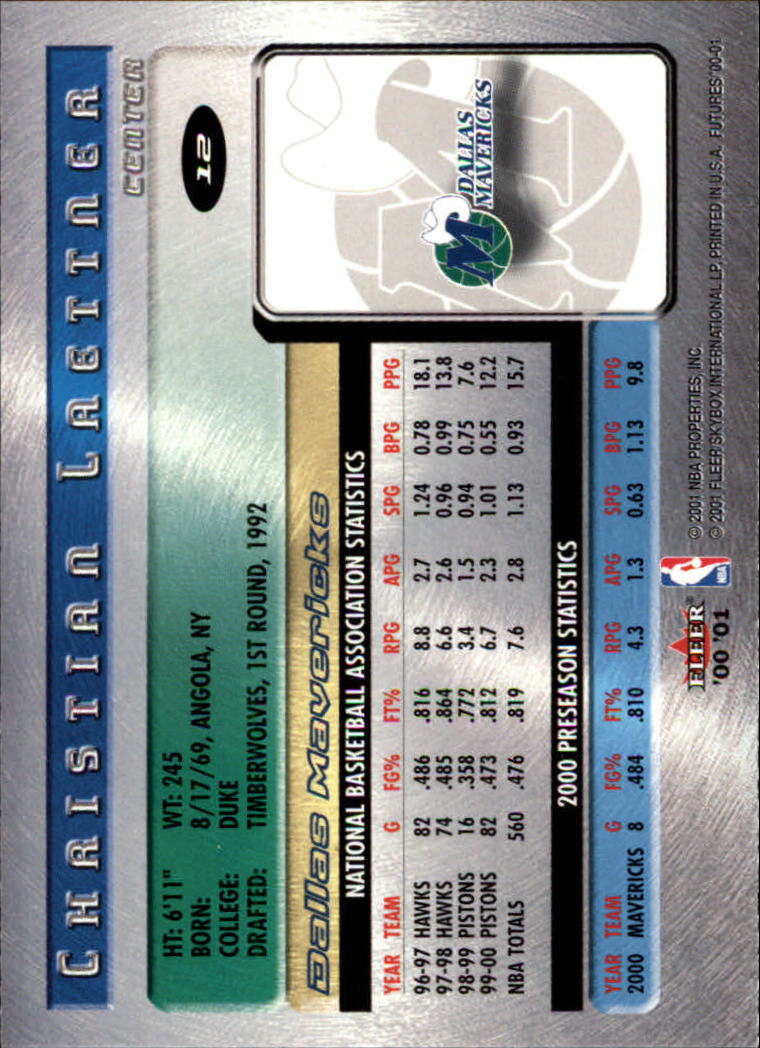 CHRISTIAN LAETTNER
CENTER
12
HT: 6'11" WT: 245
BORN: 8/17/69, ANGOLA, NY
COLLEGE: DUKE
DRAFTED: TIMBERWOLVES, 1ST ROUND, 1992
M
DALLAS
MAVERICKS
Dallas Mavericks
NATIONAL BASKETBALL ASSOCIATION STATISTICS
YEAR TEAM G FG% FT% RPG APG SPG BPG PPG
96-97 HAWKS 82 .486 .816 8.8 2.7 1.24 0.78 18.1
97-98 HAWKS 74 .485 .864 6.6 2.6 0.96 0.99 13.8
98-99 PISTONS 16 .358 .772 3.4 1.5 0.94 0.75 7.6
99-00 PISTONS 82 .473 .812 6.7 2.3 1.01 0.55 12.2
NBA TOTALS 560 .476 .819 7.6 2.8 1.13 0.93 15.7
2000 PRESEASON STATISTICS
YEAR TEAM G FG% FT% RPG APG SPG BPG PPG
2000 MAVERICKS 8 .484 .810 4.3 1.3 0.63 1.13 9.8
FLEER
'00 '01
NBA
© 2001 NBA PROPERTIES, INC.
© 2001 FLEER/SKYBOX INTERNATIONAL LP, PRINTED IN U.S.A. FUTURES '00-01